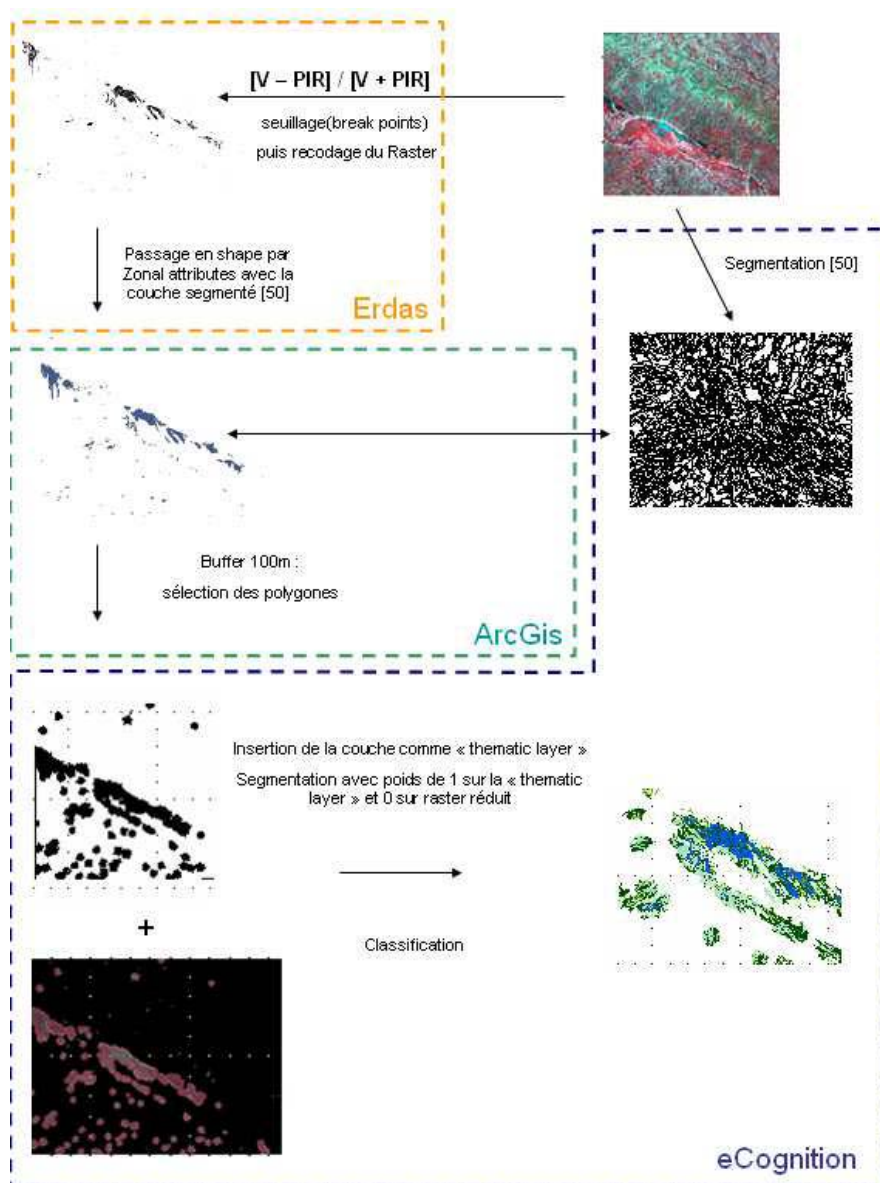 [V – PIR] / [V + PIR]
seuillage(break points)
puis recodage du Raster
Passage en shape par
Zonal attributes avec la
couche segmenté [50]
Erdas
Segmentation [50]
Buffer 100m :
sélection des polygones
ArcGis
Insertion de la couche comme « thematic layer »
Segmentation avec poids de 1 sur la « thematic
layer » et 0 sur raster réduit
+
Classification
eCognition